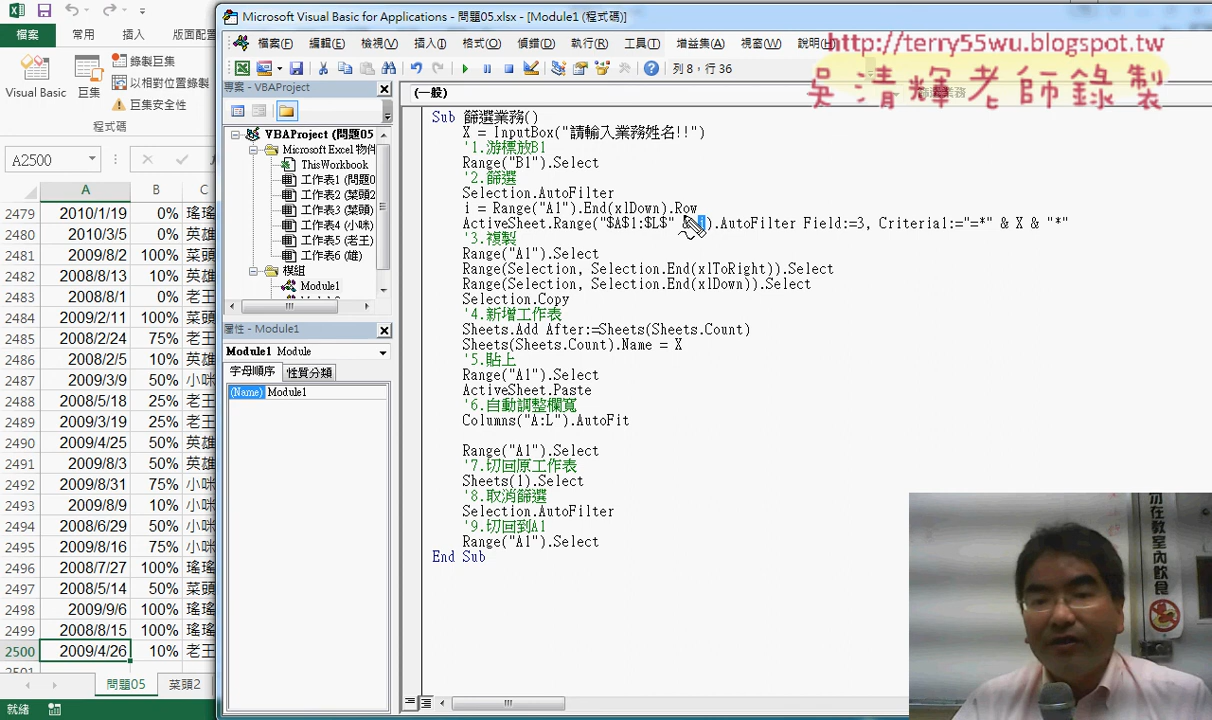 Microsoft Visual Basic for Applications - 問題05.xlsx - [Module1 (程式碼)]
檔案 常用 插入 版面配置
Visual Basic 巨集 錄製巨集
以相對位置錄製
巨集安全性
程式碼
檔案(F) 編輯(E) 檢視(V) 插入(I) 格式(O) 偵錯(D) 執行(R) 工具(T) 增益集(A) 視窗(W) 說明(H)
http://terry55wu.blogspot.tw
吳清輝老師錄製
列 8，行 36
專案 - VBAProject
(一般)
篩選業務
VBAProject (問題05
Microsoft Excel 物件
ThisWorkbook
工作表1 (問題0
工作表2 (菜頭2
工作表3 (菜頭)
工作表4 (小咪)
工作表5 (老王)
工作表6 (雄)
模組
Module1
屬性 - Module1
Module1 Module
字母順序 性質分類
(Name) Module1
Sub 篩選業務()
X = InputBox("請輸入業務姓名!!")
'1.游標放B1
Range("B1").Select
'2.篩選
Selection.AutoFilter
i = Range("A1").End(xlDown).Row
ActiveSheet.Range("$A$1:$L$" & i).AutoFilter Field:=3, Criteria1:="=*" & X & "*"
'3.複製
Range("A1").Select
Range(Selection, Selection.End(xlToRight)).Select
Range(Selection, Selection.End(xlDown)).Select
Selection.Copy
'4.新增工作表
Sheets.Add After:=Sheets(Sheets.Count)
Sheets(Sheets.Count).Name = X
'5.貼上
Range("A1").Select
ActiveSheet.Paste
'6.自動調整欄寬
Columns("A:L").AutoFit
Range("A1").Select
'7.切回原工作表
Sheets(1).Select
'8.取消篩選
Selection.AutoFilter
'9.切回到A1
Range("A1").Select
End Sub
A2500
A B C
2479 2010/1/19 0% 瑤瑤
2480 2010/3/5 0% 英雄
2481 2009/8/2 100% 菜頭
2482 2008/8/13 10% 英雄
2483 2008/8/1 0% 老王
2484 2009/2/11 100% 菜頭
2485 2008/2/24 75% 老王
2486 2008/2/5 10% 英雄
2487 2009/3/9 50% 小咪
2488 2008/5/18 25% 老王
2489 2009/3/19 25% 老王
2490 2009/4/25 50% 英雄
2491 2009/8/3 50% 英雄
2492 2009/8/31 75% 小咪
2493 2009/8/9 10% 小咪
2494 2008/6/29 50% 小咪
2495 2009/8/16 75% 小咪
2496 2008/7/27 100% 瑤瑤
2497 2008/5/14 50% 瑤瑤
2498 2009/9/6 100% 瑤瑤
2499 2008/8/15 100% 瑤瑤
2500 2009/4/26 10% 老王
問題05 菜頭2
就緒
勿在教室內飲食